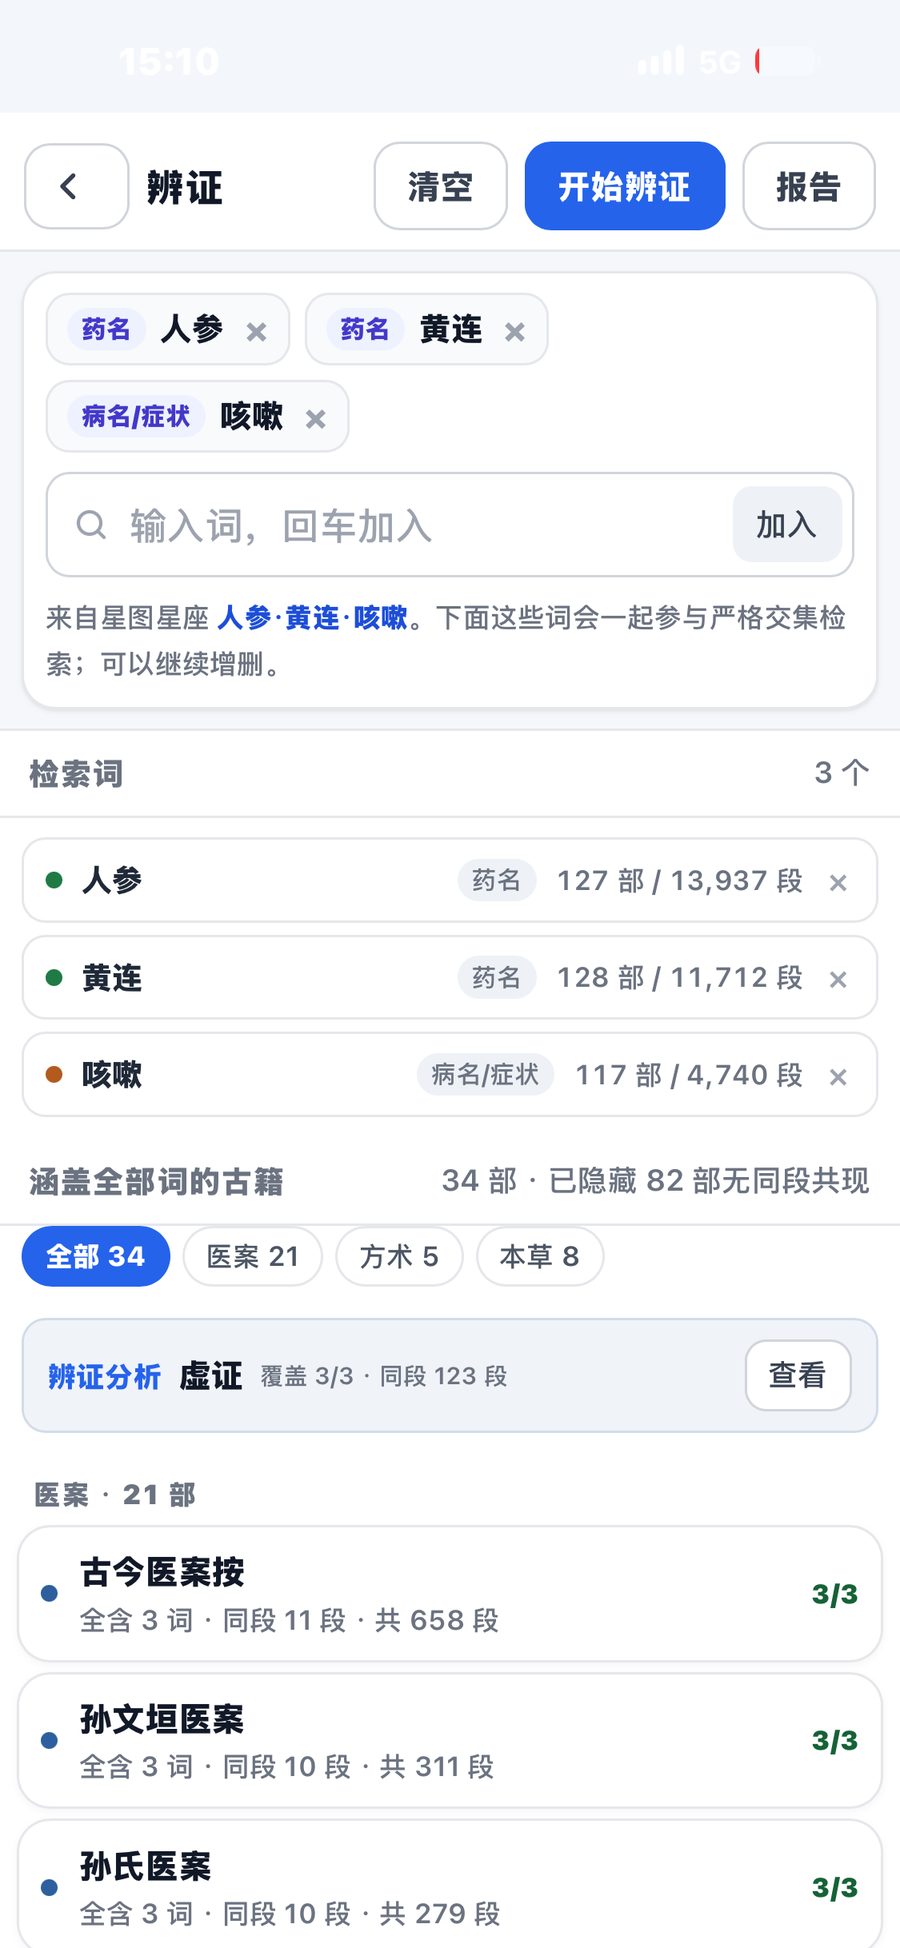 15:10 5G
辨证 清空 开始辨证 报告
药名 人参 × 药名 黄连 ×
病名/症状 咳嗽 ×
输入词，回车加入 加入
来自星图星座 人参·黄连·咳嗽。下面这些词会一起参与严格交集检
索；可以继续增删。
检索词 3 个
人参 药名 127 部 / 13,937 段 ×
黄连 药名 128 部 / 11,712 段 ×
咳嗽 病名/症状 117 部 / 4,740 段 ×
涵盖全部词的古籍 34 部 · 已隐藏 82 部无同段共现
全部 34 医案 21 方术 5 本草 8
辨证分析 虚证 覆盖 3/3 · 同段 123 段 查看
医案 · 21 部
古今医案按
全含 3 词 · 同段 11 段 · 共 658 段 3/3
孙文垣医案
全含 3 词 · 同段 10 段 · 共 311 段 3/3
孙氏医案
全含 3 词 · 同段 10 段 · 共 279 段 3/3